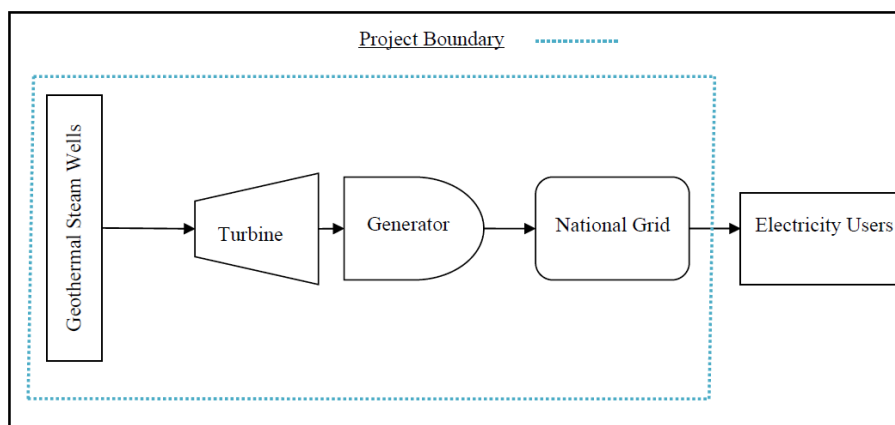 Project Boundary
Geothermal Steam Wells
Turbine
Generator
National Grid
Electricity Users